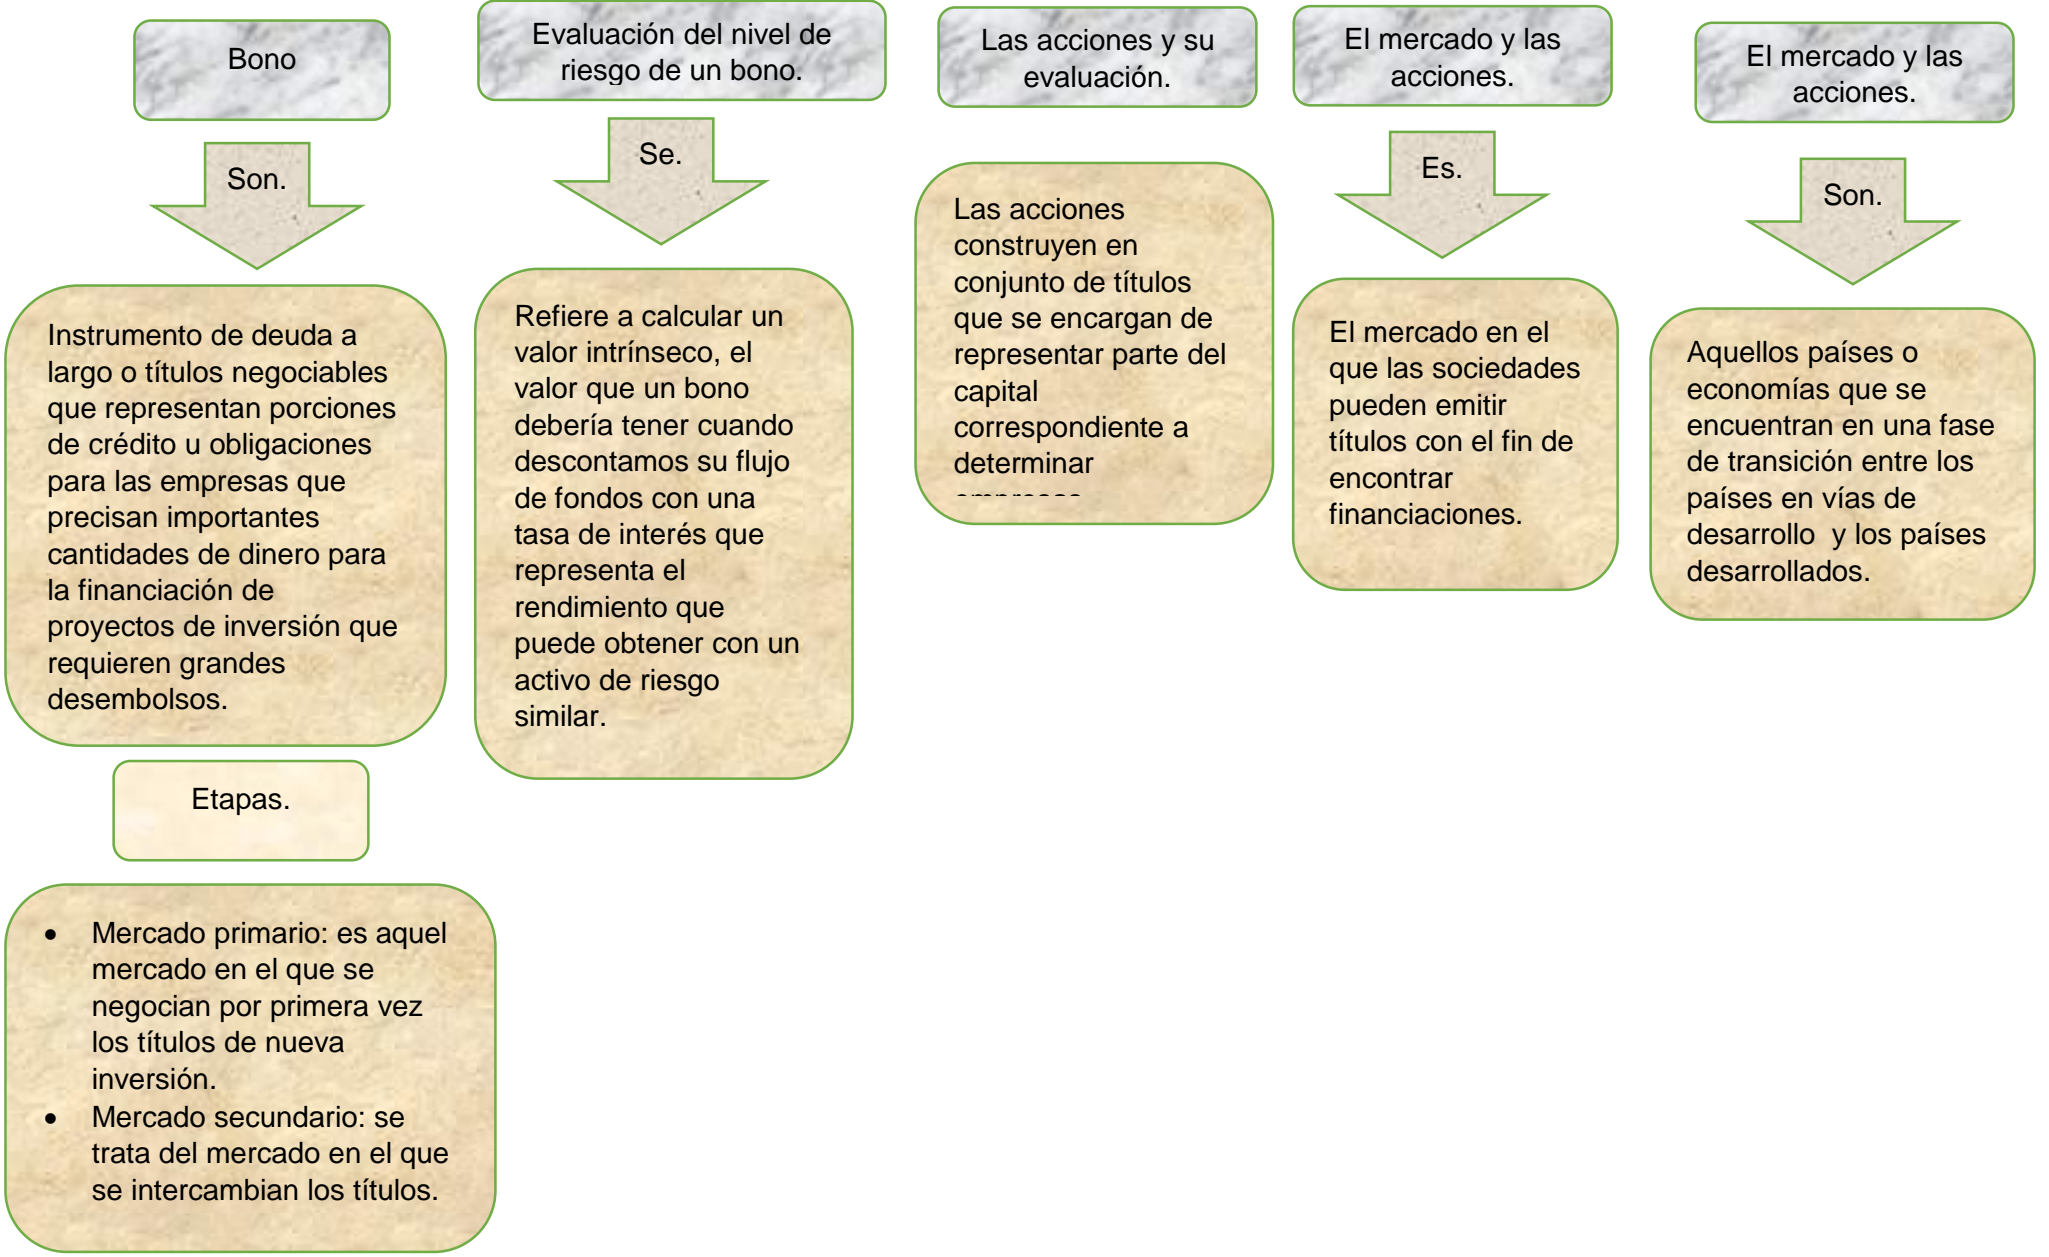 Bono
Son.
Instrumento de deuda a
largo o títulos negociables
que representan porciones
de crédito u obligaciones
para las empresas que
precisan importantes
cantidades de dinero para
la financiación de
proyectos de inversión que
requieren grandes
desembolsos.
Etapas.
• Mercado primario: es aquel
mercado en el que se
negocian por primera vez
los títulos de nueva
inversión.
• Mercado secundario: se
trata del mercado en el que
se intercambian los títulos.
Evaluación del nivel de
riesgo de un bono.
Se.
Refiere a calcular un
valor intrínseco, el
valor que un bono
debería tener cuando
descontamos su flujo
de fondos con una
tasa de interés que
representa el
rendimiento que
puede obtener con un
activo de riesgo
similar.
Las acciones y su
evaluación.
Las acciones
construyen en
conjunto de títulos
que se encargan de
representar parte del
capital
correspondiente a
determinar
El mercado y las
acciones.
Es.
El mercado en el
que las sociedades
pueden emitir
títulos con el fin de
encontrar
financiaciones.
El mercado y las
acciones.
Son.
Aquellos países o
economías que se
encuentran en una fase
de transición entre los
países en vías de
desarrollo  y los países
desarrollados.